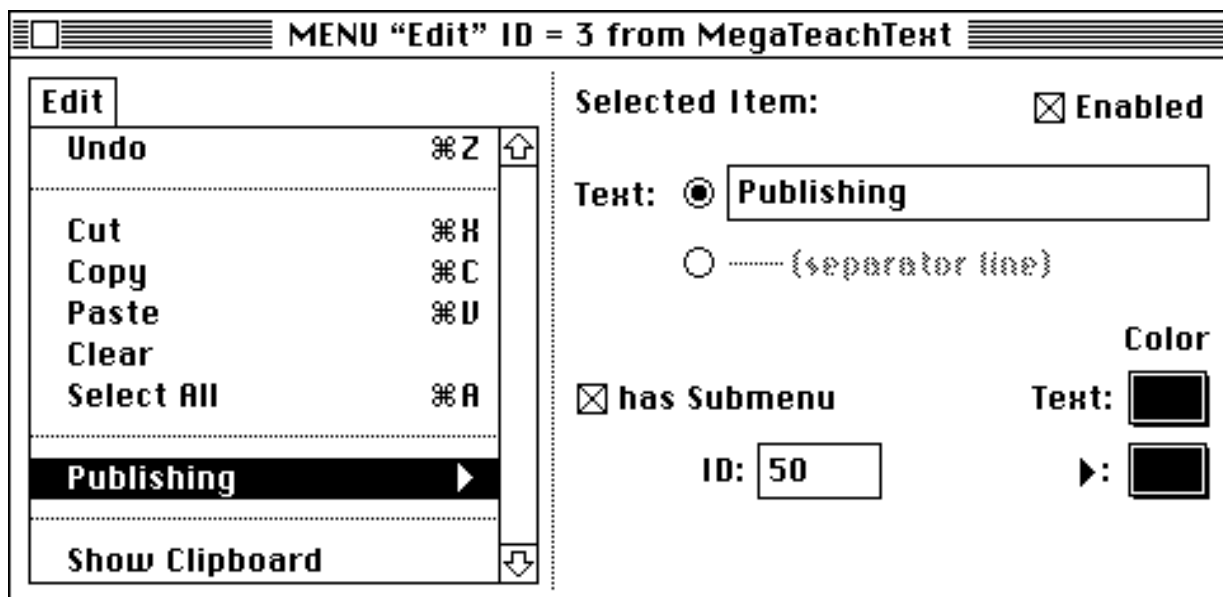 MENU “Edit” ID = 3 from MegaTeachText
Edit
Undo ⌘Z
Cut ⌘X
Copy ⌘C
Paste ⌘V
Clear
Select All ⌘A
Publishing ▶
Show Clipboard
Selected Item:
Enabled
Text: Publishing
(separator line)
Color
has Submenu
Text:
ID: 50
▶: